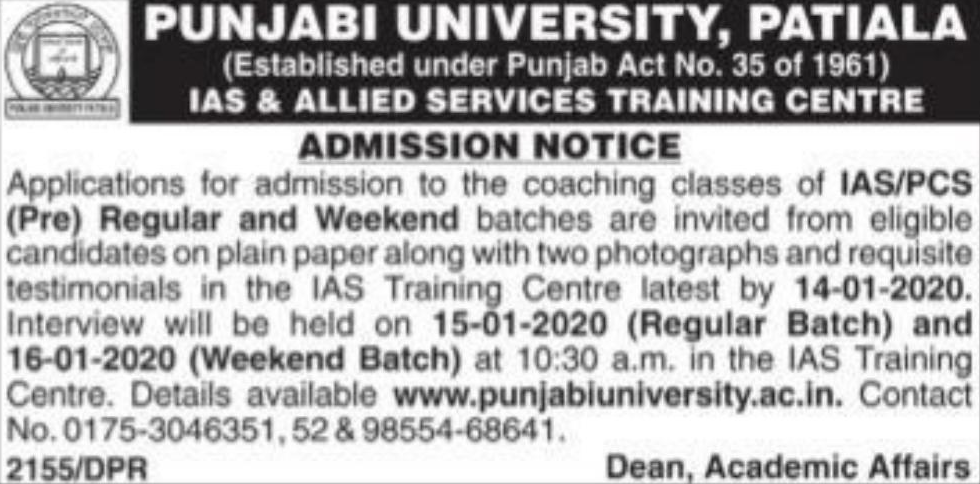 PUNJABI UNIVERSITY, PATIALA
(Established under Punjab Act No. 35 of 1961)
IAS & ALLIED SERVICES TRAINING CENTRE
PUNJABI UNIVERSITY PATIALA
ADMISSION NOTICE
Applications for admission to the coaching classes of IAS/PCS
(Pre) Regular and Weekend batches are invited from eligible
candidates on plain paper along with two photographs and requisite
testimonials in the IAS Training Centre latest by 14-01-2020.
Interview will be held on 15-01-2020 (Regular Batch) and
16-01-2020 (Weekend Batch) at 10:30 a.m. in the IAS Training
Centre. Details available www.punjabiuniversity.ac.in. Contact
No. 0175-3046351, 52 & 98554-68641.
2155/DPR
Dean, Academic Affairs